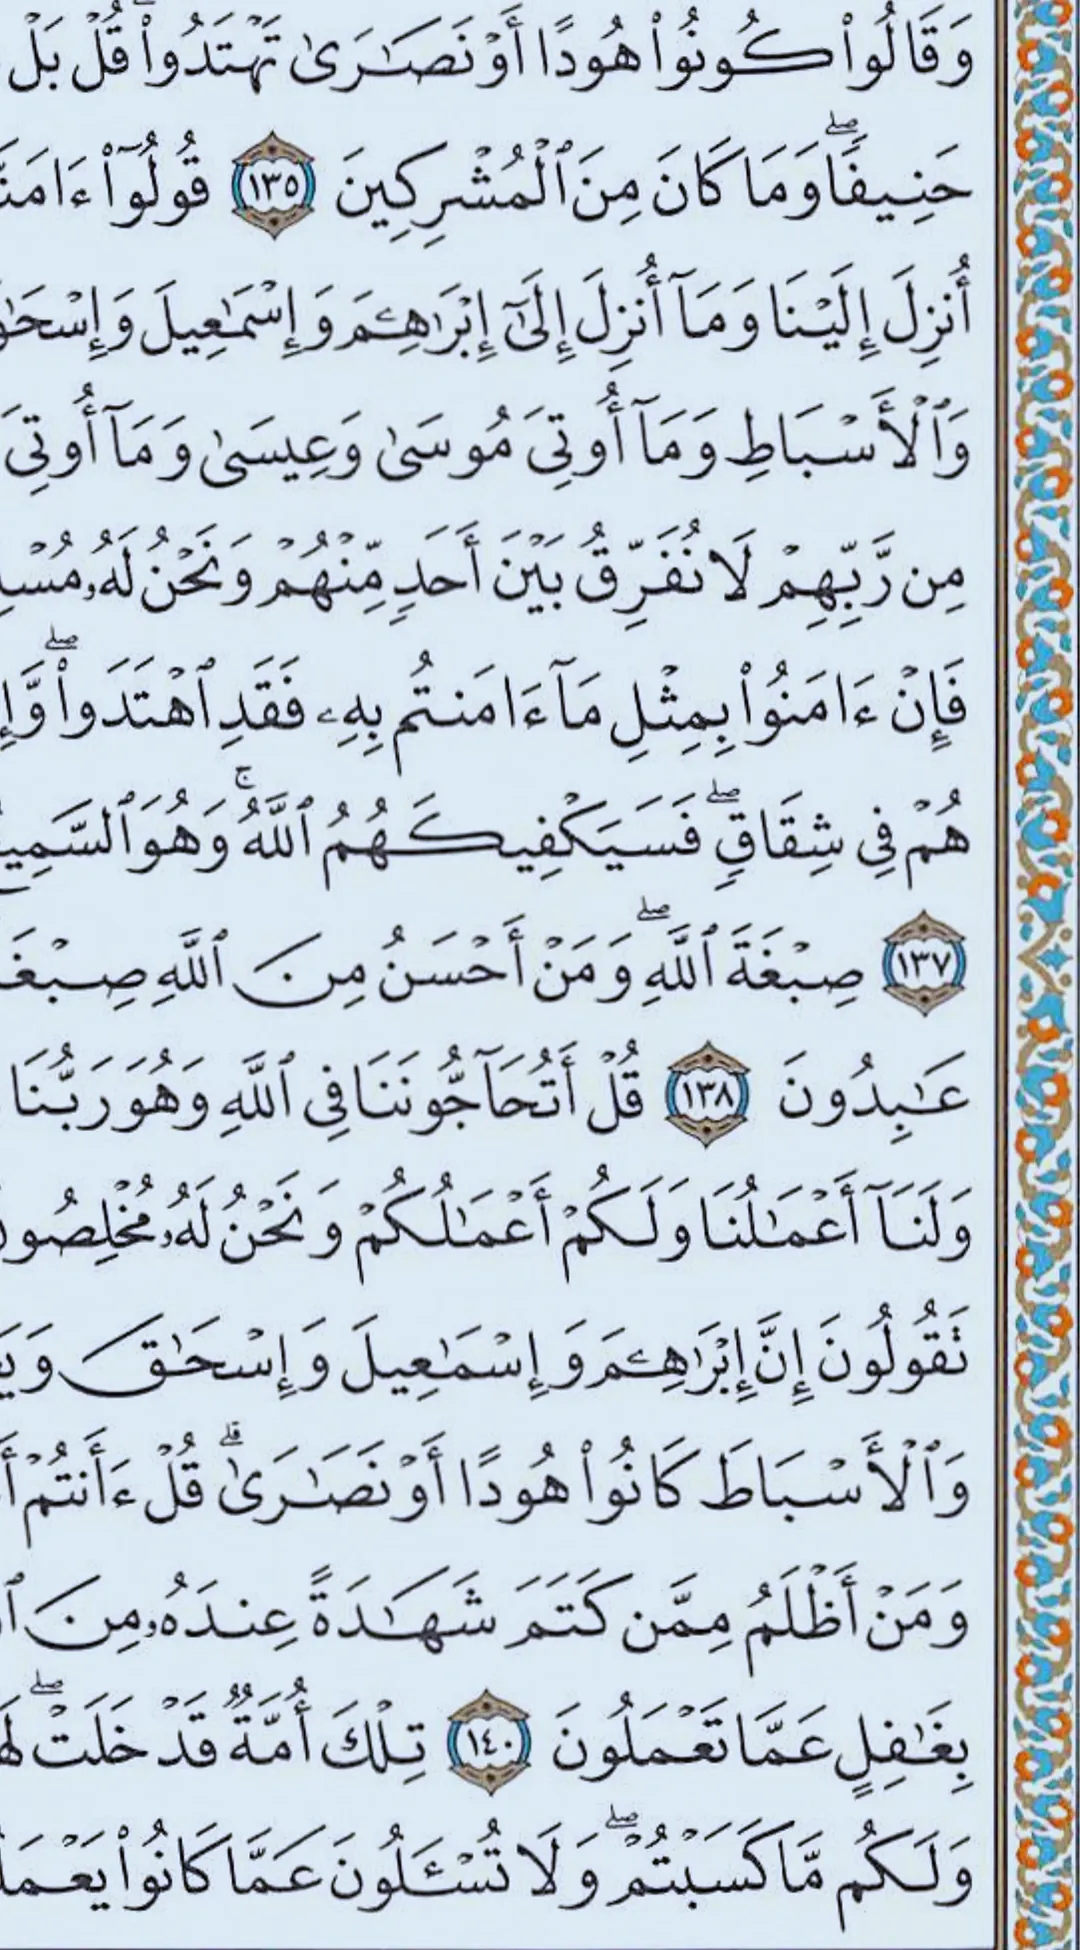 وَقَالُواْ كُونُواْ هُودًا أَوْ نَصَٰرَىٰ تَهْتَدُواْۗ قُلْ بَلْ
حَنِيفٗاۖ وَمَا كَانَ مِنَ ٱلْمُشْرِكِينَ ١٣٥ قُولُوٓاْ
أُنزِلَ إِلَيْنَا وَمَآ أُنزِلَ إِلَىٰٓ إِبْرَٰهِۦمَ وَإِسْمَٰعِيلَ
وَٱلْأَسْبَاطِ وَمَآ أُوتِيَ مُوسَىٰ وَعِيسَىٰ وَمَآ أُوتِيَ
مِن رَّبِّهِمْ لَا نُفَرِّقُ بَيْنَ أَحَدٖ مِّنْهُمْ وَنَحْنُ لَهُۥ
فَإِنْ ءَامَنُواْ بِمِثْلِ مَآ ءَامَنتُم بِهِۦ فَقَدِ ٱهْتَدَواْۖ
هُمْ فِي شِقَاقٖۖ فَسَيَكْفِيكَهُمُ ٱللَّهُۚ وَهُوَ
١٣٧ صِبْغَةَ ٱللَّهِۖ وَمَنْ أَحْسَنُ مِنَ ٱللَّهِ
عَٰبِدُونَ ١٣٨ قُلْ أَتُحَآجُّونَنَا فِي ٱللَّهِ وَهُوَ رَبُّنَا
وَلَنَآ أَعْمَٰلُنَا وَلَكُمْ أَعْمَٰلُكُمْ وَنَحْنُ لَهُۥ
تَقُولُونَ إِنَّ إِبْرَٰهِۦمَ وَإِسْمَٰعِيلَ وَإِسْحَٰقَ
وَٱلْأَسْبَاطَ كَانُواْ هُودًا أَوْ نَصَٰرَىٰۗ قُلْ ءَأَنتُمْ
وَمَنْ أَظْلَمُ مِمَّن كَتَمَ شَهَٰدَةً عِندَهُۥ مِنَ
بِغَٰفِلٍ عَمَّا تَعْمَلُونَ ١٤٠ تِلْكَ أُمَّةٞ قَدْ خَلَتْۖ
وَلَكُم مَّا كَسَبْتُمْۖ وَلَا تُسْـَٔلُونَ عَمَّا كَانُواْ